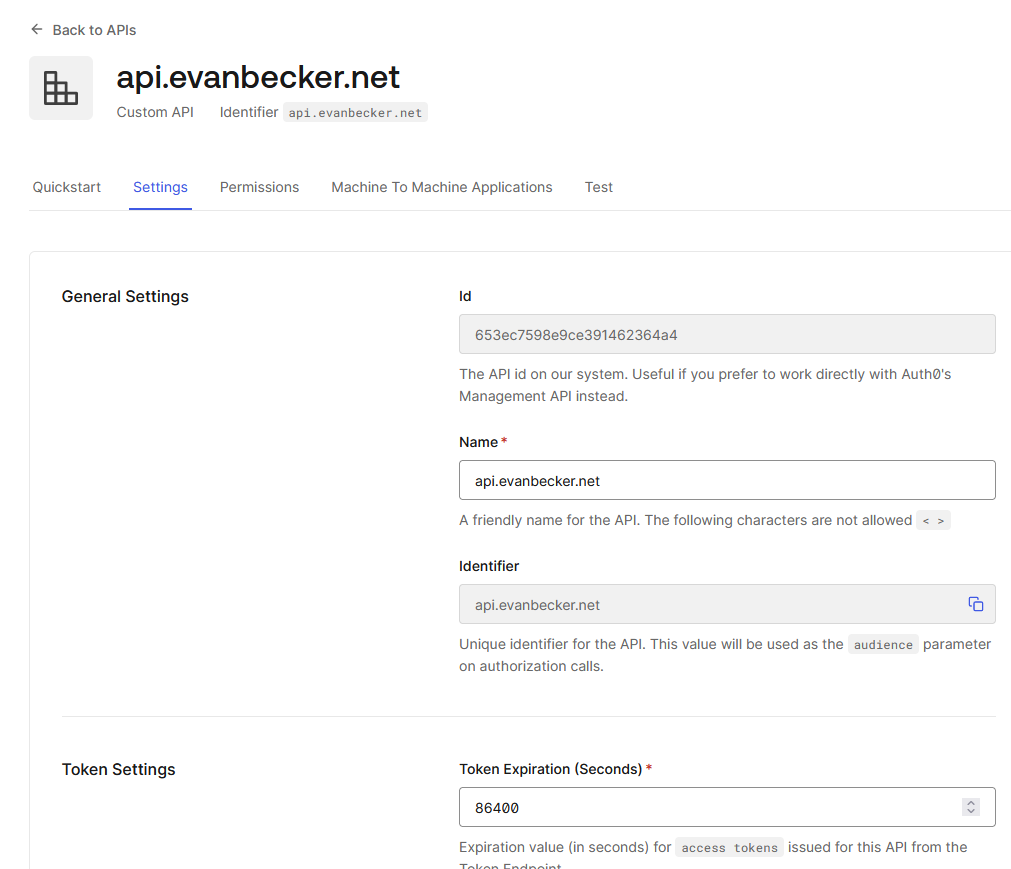 Back to APIs
api.evanbecker.net
Custom API Identifier api.evanbecker.net
Quickstart Settings Permissions Machine To Machine Applications Test
General Settings
Id
653ec7598e9ce391462364a4
The API id on our system. Useful if you prefer to work directly with Auth0's
Management API instead.
Name*
api.evanbecker.net
A friendly name for the API. The following characters are not allowed < >
Identifier
api.evanbecker.net
Unique identifier for the API. This value will be used as the audience parameter
on authorization calls.
Token Settings
Token Expiration (Seconds) *
86400
Expiration value (in seconds) for access tokens issued for this API from the
Token Endpoint.